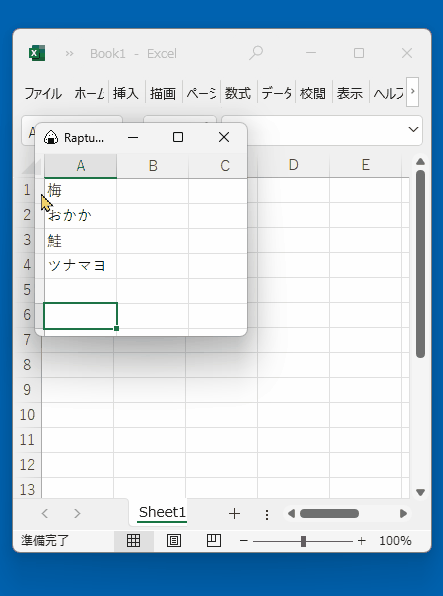 Book1 - Excel
ファイル ホーム 挿入 描画 ページ 数式 データ 校閲 表示 ヘルプ
A
Raptu...
A B C D E
1 梅
2 おかか
3 鮭
4 ツナマヨ
5
6
7
8
9
10
11
12
13
Sheet1
準備完了
100%